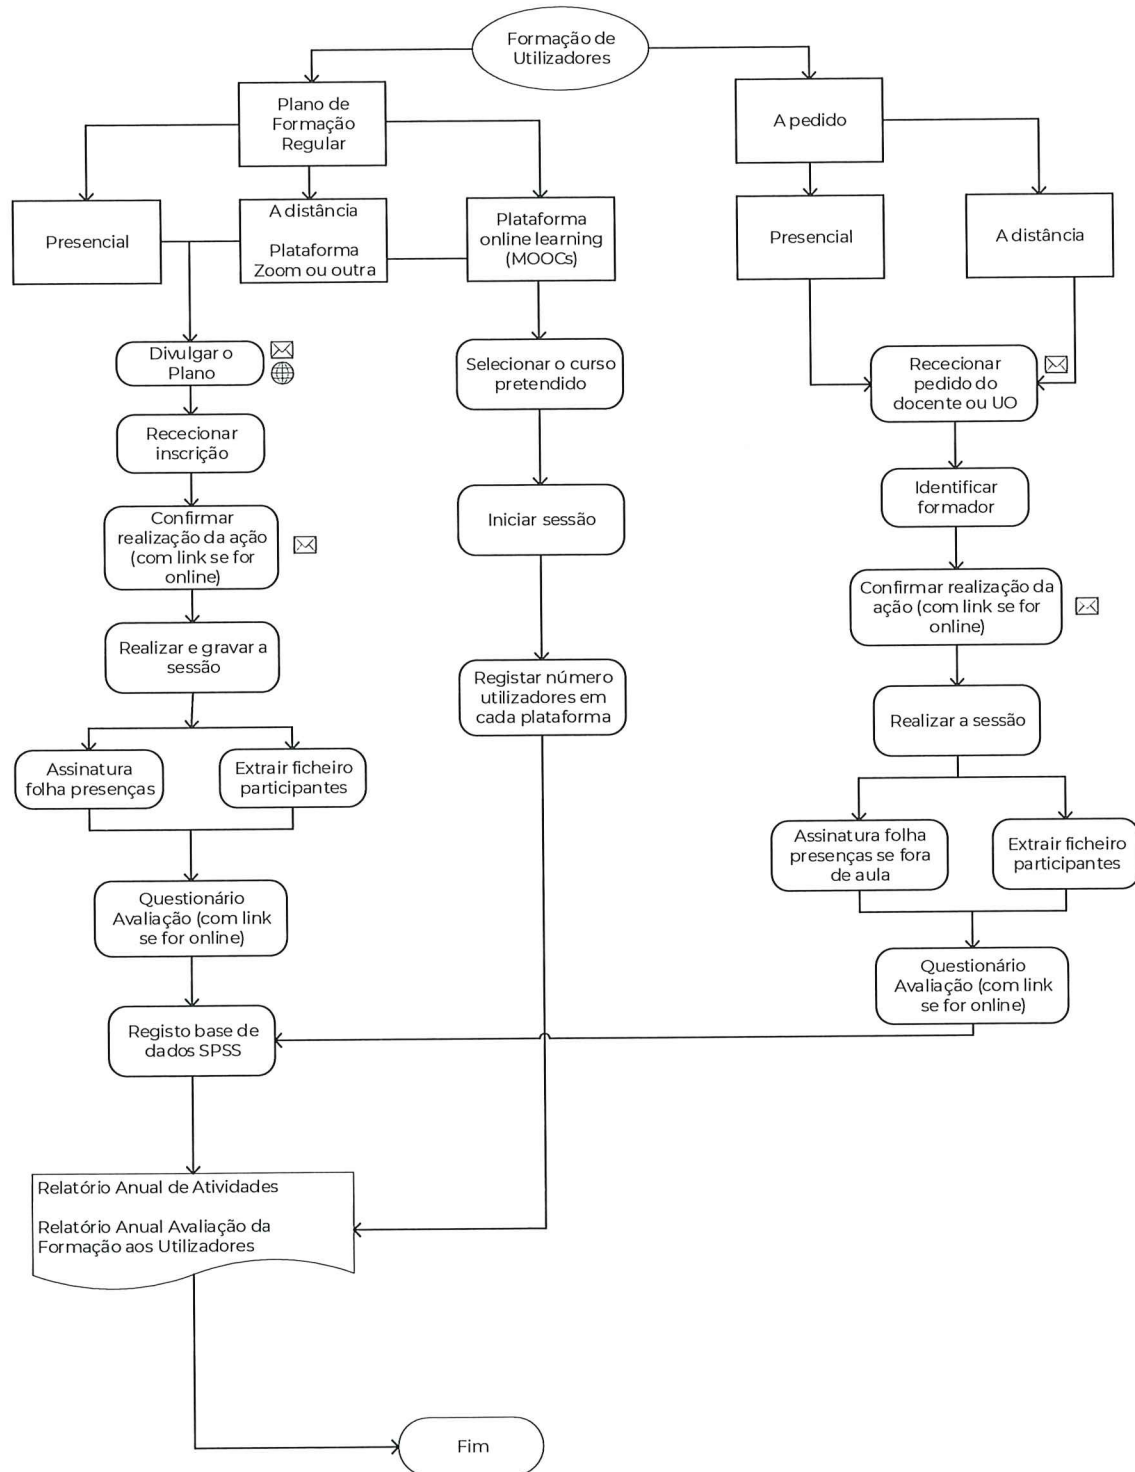 Formação de
Utilizadores
Plano de
Formação
Regular
A pedido
Presencial
A distância
Plataforma
Zoom ou outra
Plataforma
online learning
(MOOCs)
Presencial
A distância
Divulgar o
Plano
Selecionar o curso
pretendido
Rececionar
pedido do
docente ou UO
Rececionar
inscrição
Identificar
formador
Confirmar
realização da ação
(com link se for
online)
Iniciar sessão
Confirmar realização da
ação (com link se for
online)
Realizar e gravar a
sessão
Registar número
utilizadores em
cada plataforma
Realizar a sessão
Assinatura
folha presenças
Extrair ficheiro
participantes
Assinatura folha
presenças se fora
de aula
Extrair ficheiro
participantes
Questionário
Avaliação (com link
se for online)
Questionário
Avaliação (com link
se for online)
Registo base de
dados SPSS
Relatório Anual de Atividades
Relatório Anual Avaliação da
Formação aos Utilizadores
Fim